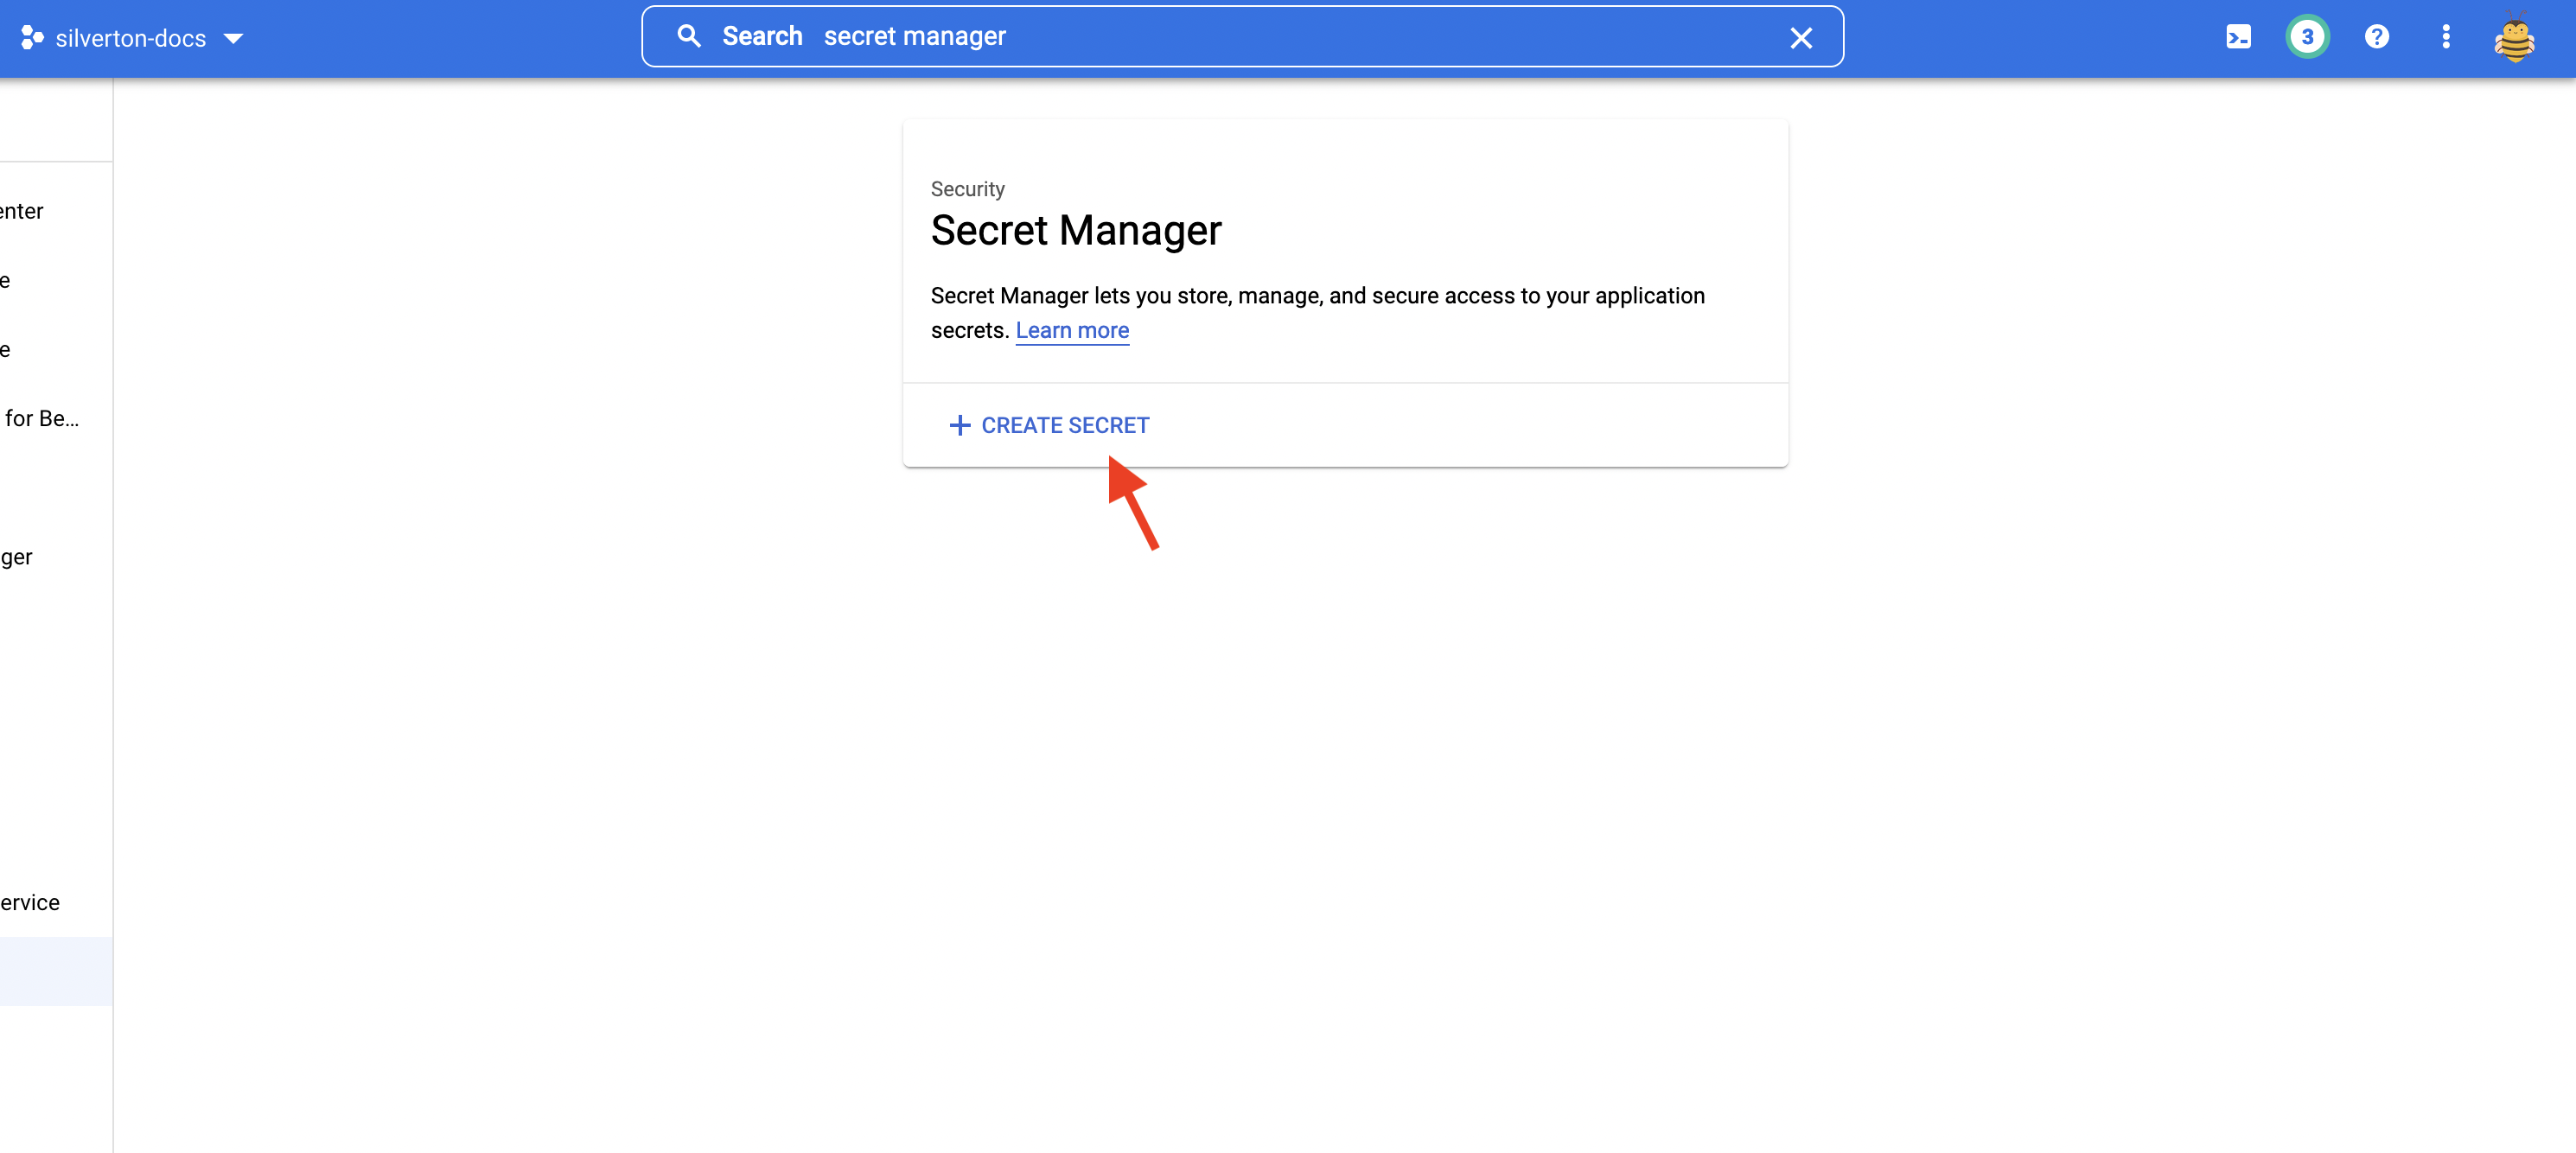 silverton-docs
Search secret manager
3
?
enter
e
e
for Be...
ger
ervice
Security
Secret Manager
Secret Manager lets you store, manage, and secure access to your application
secrets. Learn more
+ CREATE SECRET